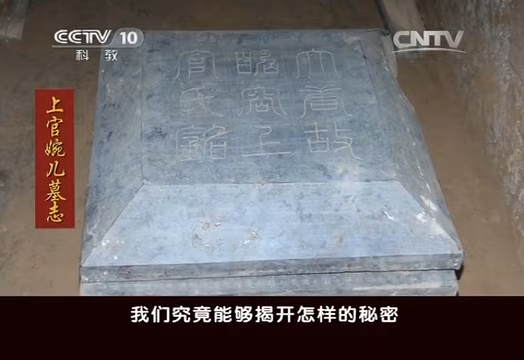 CCTV 10
科教
CNTV
上官婉儿墓志
大唐故
昭容上
官氏銘
我们究竟能够揭开怎样的秘密